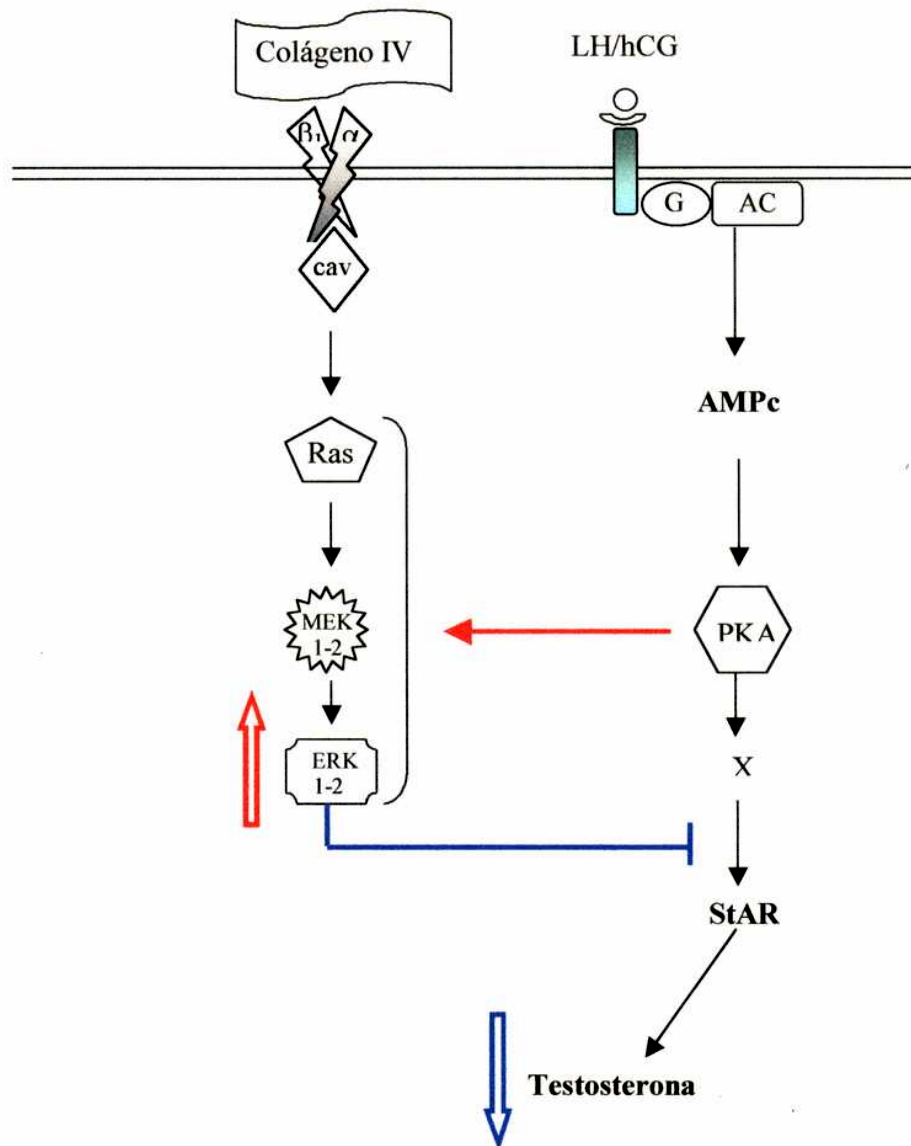 Colágeno IV
LH/hCG
β1 α
G
AC
cav
AMPc
Ras
MEK
1-2
PKA
ERK
1-2
X
StAR
Testosterona